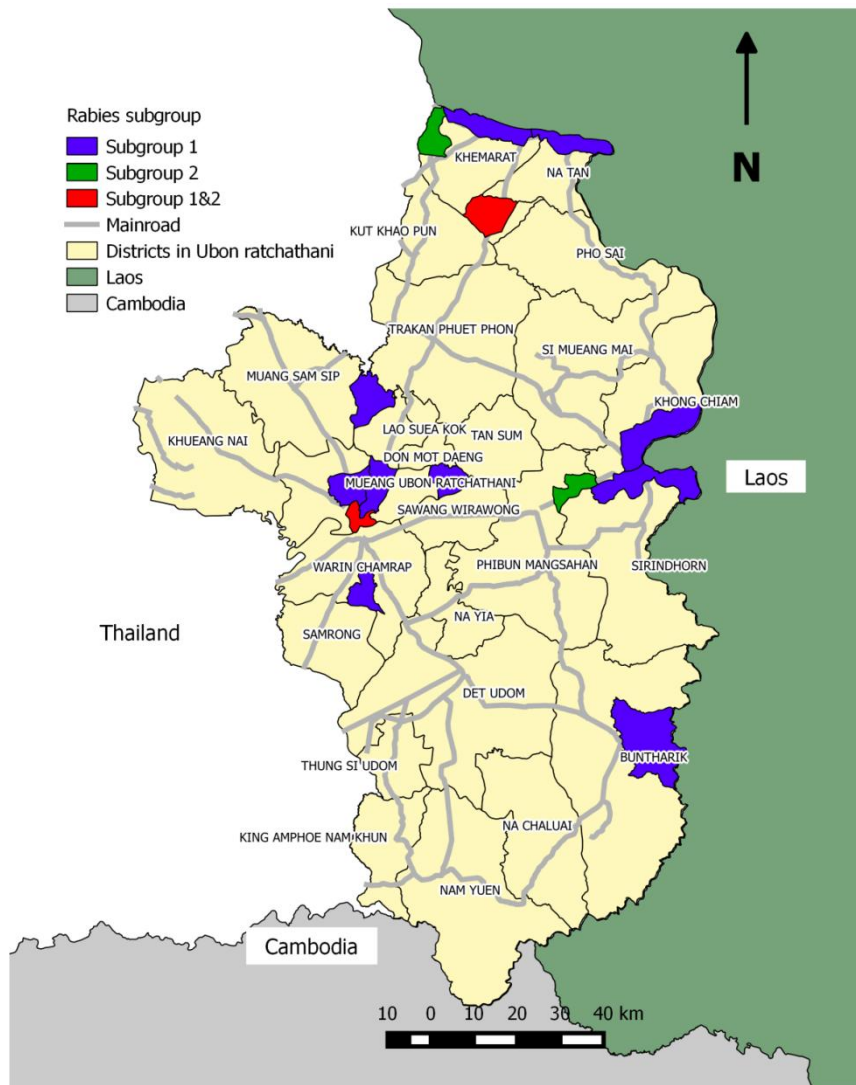 Rabies subgroup
Subgroup 1
Subgroup 2
Subgroup 1&2
Mainroad
Districts in Ubon ratchathani
Laos
Cambodia
N
KHEMARAT
NA TAN
KUT KHAO PUN
PHO SAI
TRAKAN PHUET PHON
SI MUEANG MAI
MUANG SAM SIP
KHONG CHIAM
KHUEANG NAI
LAO SUEA KOK
TAN SUM
DON MOT DAENG
MUEANG UBON RATCHATHANI
Laos
SAWANG WIRAWONG
WARIN CHAMRAP
PHIBUN MANGSAHAN
SIRINDHORN
NA YIA
Thailand
SAMRONG
DET UDOM
BUNTHARIK
THUNG SI UDOM
NA CHALUAI
KING AMPHOE NAM KHUN
NAM YUEN
Cambodia
10 0 10 20 30 40 km